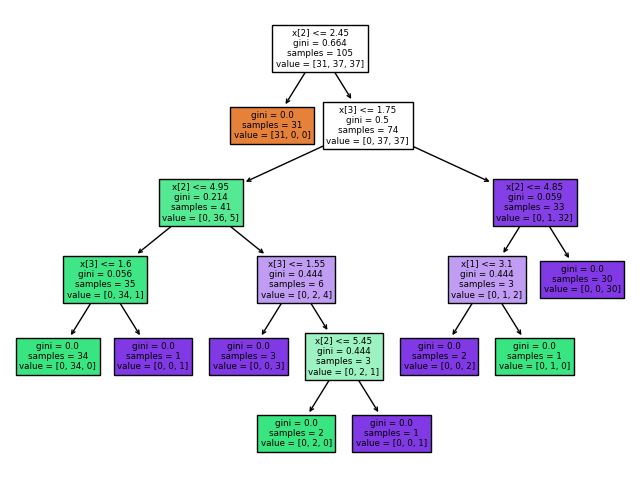 x[2] <= 2.45
gini = 0.664
samples = 105
value = [31, 37, 37]
gini = 0.0
samples = 31
value = [31, 0, 0]
x[3] <= 1.75
gini = 0.5
samples = 74
value = [0, 37, 37]
x[2] <= 4.95
gini = 0.214
samples = 41
value = [0, 36, 5]
x[2] <= 4.85
gini = 0.059
samples = 33
value = [0, 1, 32]
x[3] <= 1.6
gini = 0.056
samples = 35
value = [0, 34, 1]
x[3] <= 1.55
gini = 0.444
samples = 6
value = [0, 2, 4]
x[1] <= 3.1
gini = 0.444
samples = 3
value = [0, 1, 2]
gini = 0.0
samples = 30
value = [0, 0, 30]
gini = 0.0
samples = 34
value = [0, 34, 0]
gini = 0.0
samples = 1
value = [0, 0, 1]
gini = 0.0
samples = 3
value = [0, 0, 3]
x[2] <= 5.45
gini = 0.444
samples = 3
value = [0, 2, 1]
gini = 0.0
samples = 2
value = [0, 0, 2]
gini = 0.0
samples = 1
value = [0, 1, 0]
gini = 0.0
samples = 2
value = [0, 2, 0]
gini = 0.0
samples = 1
value = [0, 0, 1]